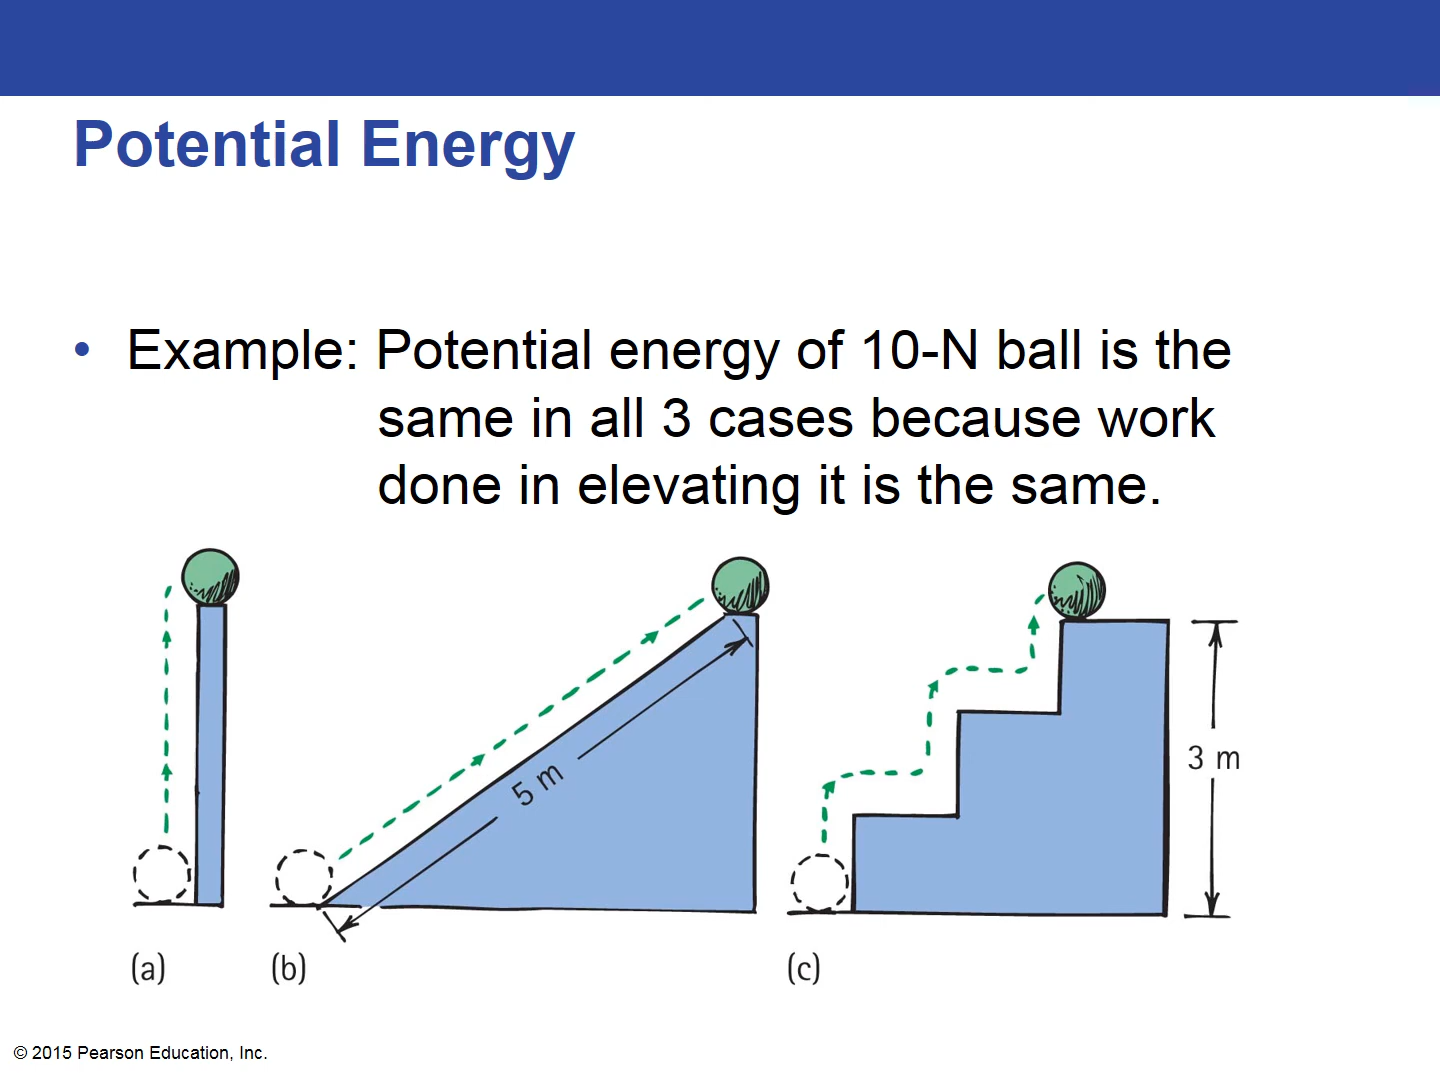 Potential Energy
• Example: Potential energy of 10-N ball is the
same in all 3 cases because work
done in elevating it is the same.
5 m
3 m
(a)
(b)
(c)
© 2015 Pearson Education, Inc.